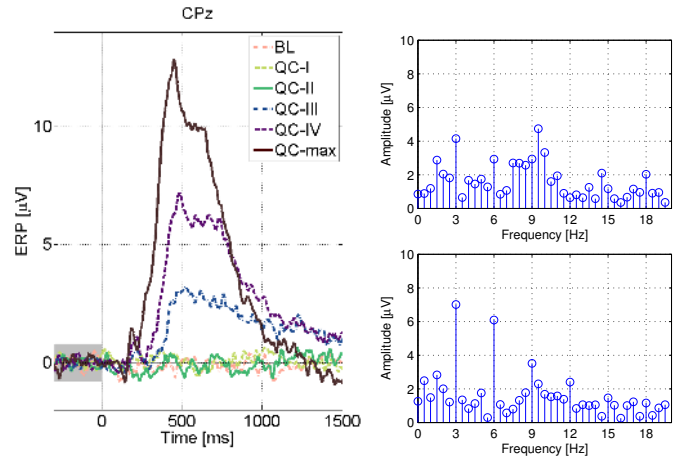 CPz
BL
QC-I
QC-II
QC-III
QC-IV
QC-max
10
5
0
ERP [μV]
0 500 1000 1500
Time [ms]
10
8
6
4
2
0
Amplitude [μV]
0 3 6 9 12 15 18
Frequency [Hz]
10
8
6
4
2
0
Amplitude [μV]
0 3 6 9 12 15 18
Frequency [Hz]